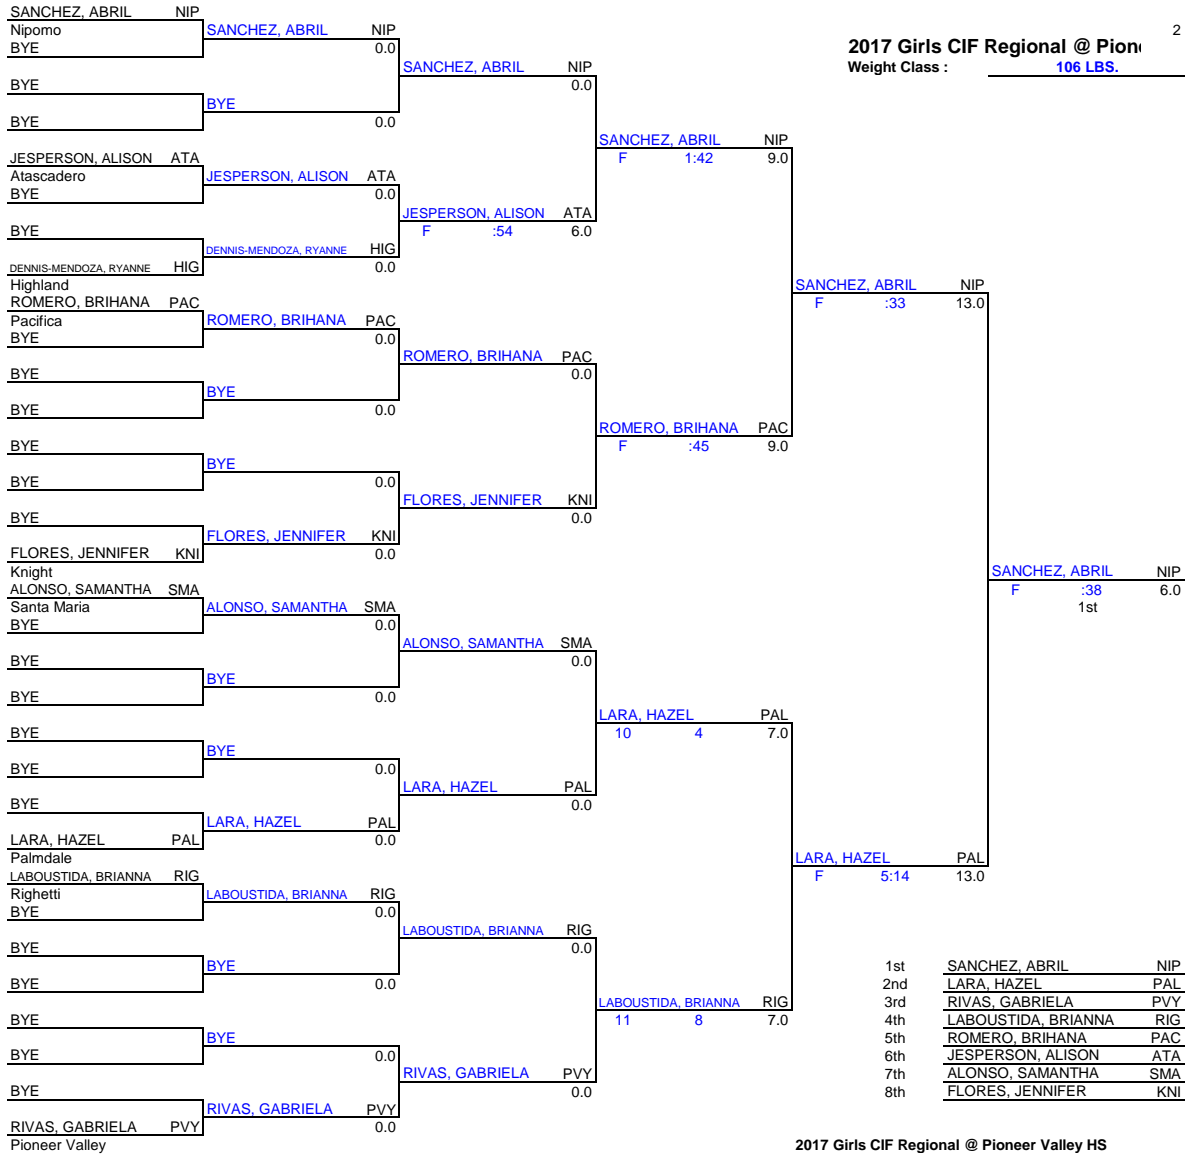 SANCHEZ, ABRIL NIP
Nipomo
BYE
BYE
BYE
JESPERSON, ALISON ATA
Atascadero
BYE
BYE
DENNIS-MENDOZA, RYANNE HIG
Highland
ROMERO, BRIHANA PAC
Pacifica
BYE
BYE
BYE
BYE
BYE
BYE
FLORES, JENNIFER KNI
Knight
ALONSO, SAMANTHA SMA
Santa Maria
BYE
BYE
BYE
BYE
BYE
BYE
LARA, HAZEL PAL
Palmdale
LABOUSTIDA, BRIANNA RIG
Righetti
BYE
BYE
BYE
BYE
BYE
BYE
RIVAS, GABRIELA PVY
Pioneer Valley
SANCHEZ, ABRIL NIP
0.0
BYE
0.0
JESPERSON, ALISON ATA
0.0
DENNIS-MENDOZA, RYANNE HIG
0.0
ROMERO, BRIHANA PAC
0.0
BYE
0.0
BYE
0.0
FLORES, JENNIFER KNI
0.0
ALONSO, SAMANTHA SMA
0.0
BYE
0.0
BYE
0.0
LARA, HAZEL PAL
0.0
LABOUSTIDA, BRIANNA RIG
0.0
BYE
0.0
BYE
0.0
RIVAS, GABRIELA PVY
0.0
SANCHEZ, ABRIL NIP
0.0
JESPERSON, ALISON ATA
F :54 6.0
ROMERO, BRIHANA PAC
0.0
FLORES, JENNIFER KNI
0.0
ALONSO, SAMANTHA SMA
0.0
LARA, HAZEL PAL
0.0
LABOUSTIDA, BRIANNA RIG
0.0
RIVAS, GABRIELA PVY
0.0
SANCHEZ, ABRIL NIP
F 1:42 9.0
ROMERO, BRIHANA PAC
F :45 9.0
LARA, HAZEL PAL
10 4 7.0
LABOUSTIDA, BRIANNA RIG
11 8 7.0
SANCHEZ, ABRIL NIP
F :33 13.0
LARA, HAZEL PAL
F 5:14 13.0
SANCHEZ, ABRIL NIP
F :38 6.0
1st
2
2017 Girls CIF Regional @ Pion
Weight Class : 106 LBS.
1st SANCHEZ, ABRIL NIP
2nd LARA, HAZEL PAL
3rd RIVAS, GABRIELA PVY
4th LABOUSTIDA, BRIANNA RIG
5th ROMERO, BRIHANA PAC
6th JESPERSON, ALISON ATA
7th ALONSO, SAMANTHA SMA
8th FLORES, JENNIFER KNI
2017 Girls CIF Regional @ Pioneer Valley HS